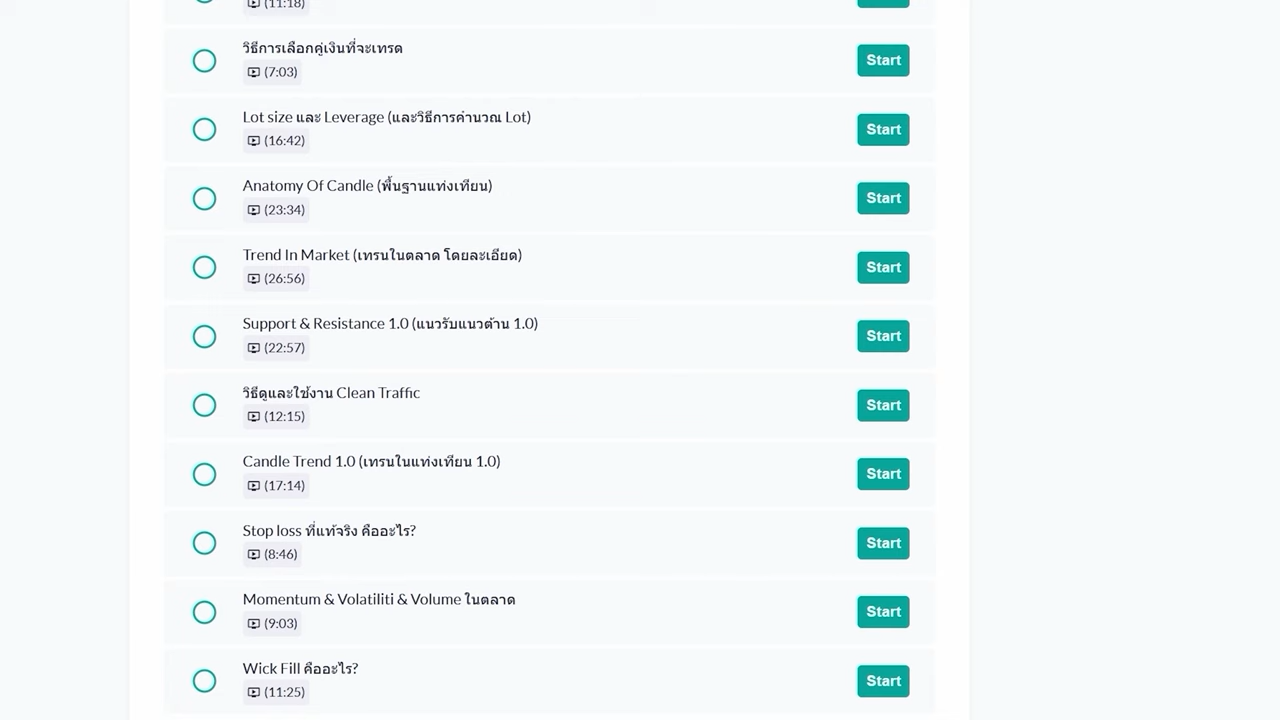 (11:18)
วิธีการเลือกคู่เงินที่จะเทรด
(7:03)
Start
Lot size และ Leverage (และวิธีการคำนวณ Lot)
(16:42)
Start
Anatomy Of Candle (พื้นฐานแท่งเทียน)
(23:34)
Start
Trend In Market (เทรนในตลาด โดยละเอียด)
(26:56)
Start
Support & Resistance 1.0 (แนวรับแนวต้าน 1.0)
(22:57)
Start
วิธีดูและใช้งาน Clean Traffic
(12:15)
Start
Candle Trend 1.0 (เทรนในแท่งเทียน 1.0)
(17:14)
Start
Stop loss ที่แท้จริง คืออะไร?
(8:46)
Start
Momentum & Volatiliti & Volume ในตลาด
(9:03)
Start
Wick Fill คืออะไร?
(11:25)
Start